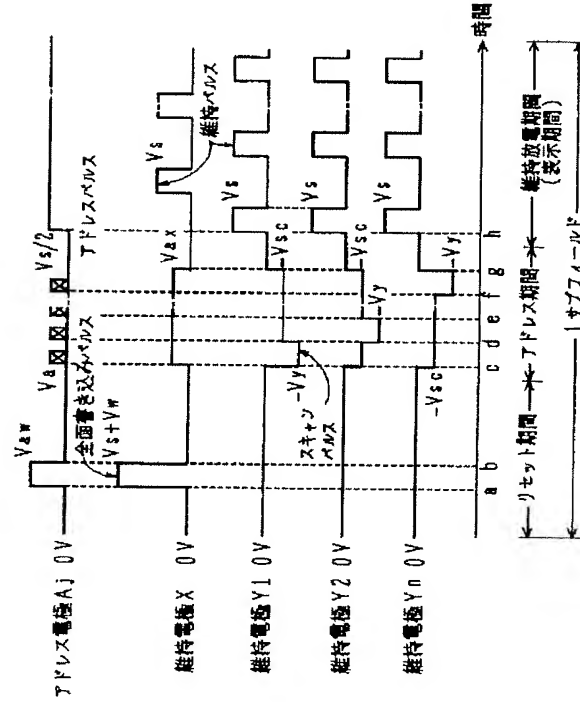 アドレス電極Aj 0V
Vaw
全面書き込みパルス
Va
Vs/2
アドレスパルス
維持電極X 0V
Vs+Vw
Vax
Vs
維持パルス
維持電極Y1 0V
スキャン
パルス
-Vy
-Vsc
Vs
維持電極Y2 0V
-Vy
-Vsc
Vs
維持電極Yn 0V
-Vsc
-Vy
Vs
a b c d e f g h
時間
リセット期間
アドレス期間
維持放電期間
(表示期間)
1サブフィールド